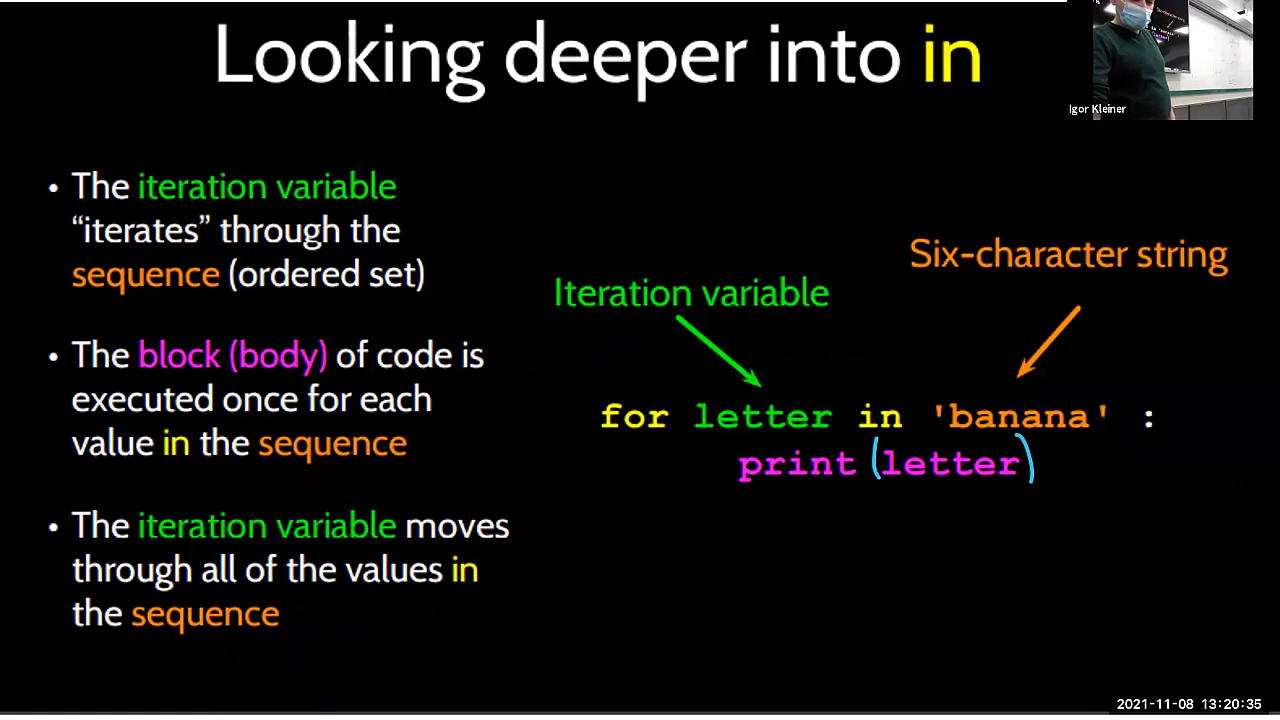 Looking deeper into in
Igor Kleiner
• The iteration variable
“iterates” through the
sequence (ordered set)
• The block (body) of code is
executed once for each
value in the sequence
• The iteration variable moves
through all of the values in
the sequence
Six-character string
Iteration variable
for letter in 'banana' :
print (letter)
2021-11-08 13:20:35